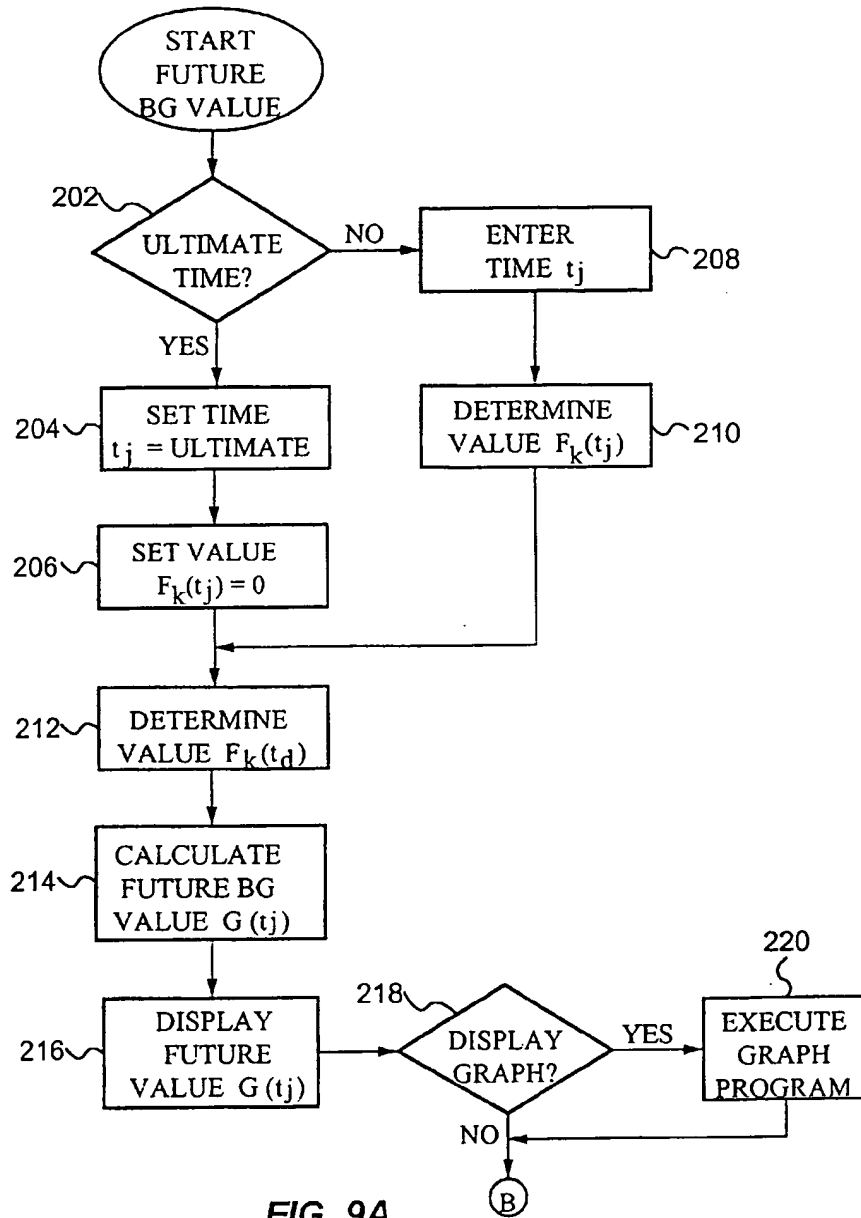 START
FUTURE
BG VALUE
202
ULTIMATE
TIME?
NO
ENTER
TIME tj
208
YES
204
SET TIME
tj = ULTIMATE
DETERMINE
VALUE Fk(tj)
210
206
SET VALUE
Fk(tj) = 0
212
DETERMINE
VALUE Fk(td)
214
CALCULATE
FUTURE BG
VALUE G(tj)
216
DISPLAY
FUTURE
VALUE G(tj)
218
DISPLAY
GRAPH?
YES
220
EXECUTE
GRAPH
PROGRAM
NO
B
FIG. 9A